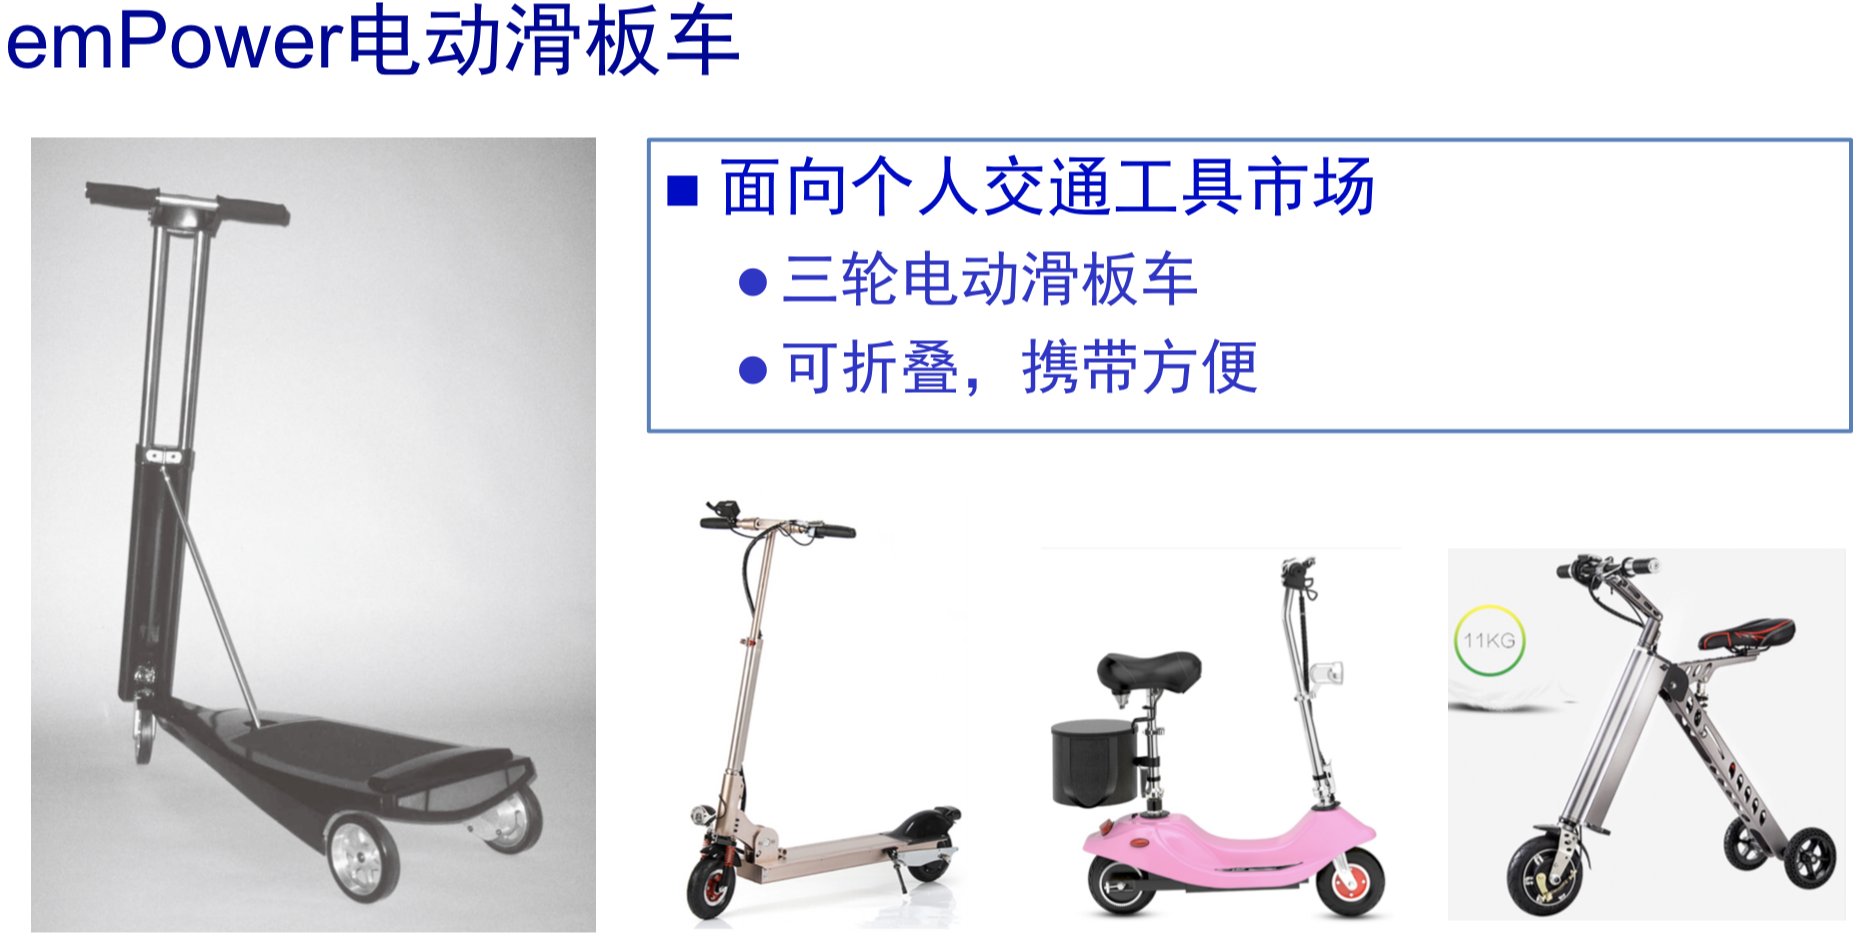 emPower电动滑板车
■ 面向个人交通工具市场
● 三轮电动滑板车
● 可折叠，携带方便
11KG